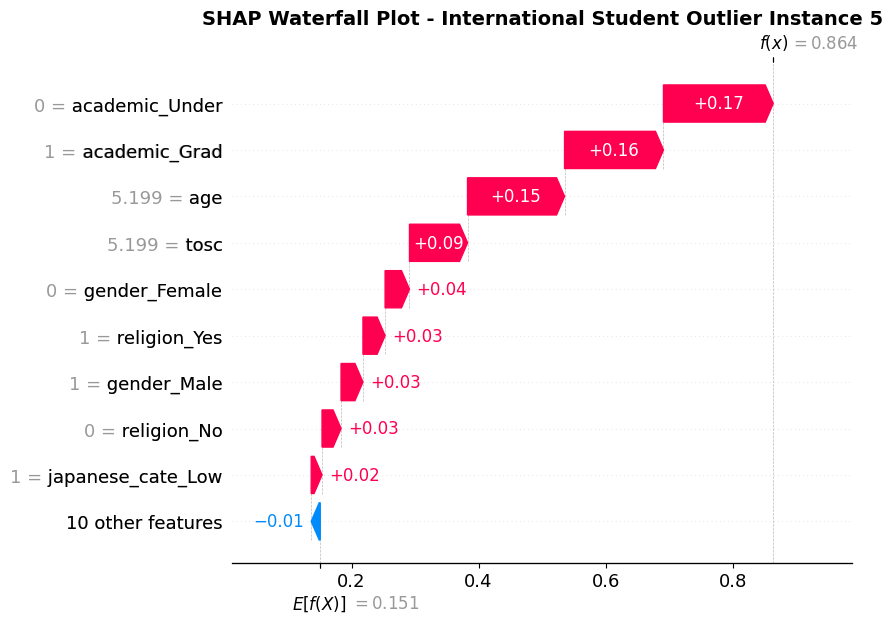 SHAP Waterfall Plot - International Student Outlier Instance 5
f(x) = 0.864
0 = academic_Under +0.17
1 = academic_Grad +0.16
5.199 = age +0.15
5.199 = tosc +0.09
0 = gender_Female +0.04
1 = religion_Yes +0.03
1 = gender_Male +0.03
0 = religion_No +0.03
1 = japanese_cate_Low +0.02
10 other features −0.01
0.2 0.4 0.6 0.8
E[f(X)] = 0.151